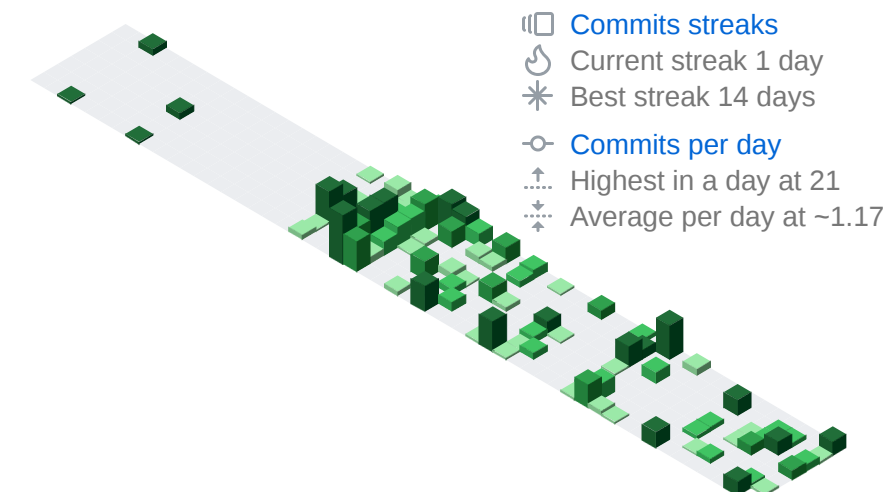 Commits streaks
Current streak 1 day
Best streak 14 days
Commits per day
Highest in a day at 21
Average per day at ~1.17